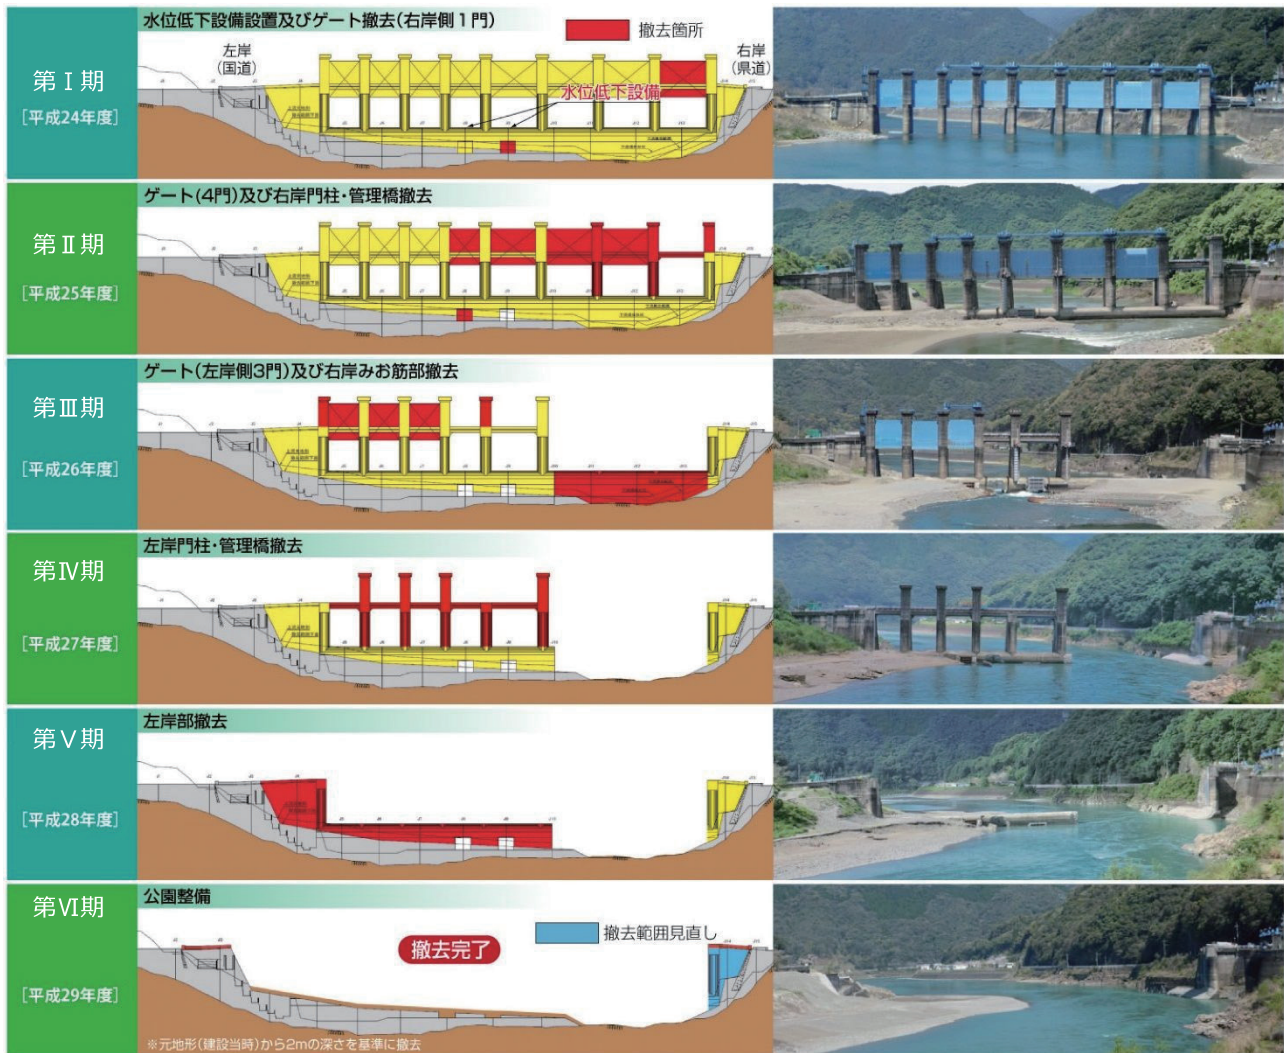 第Ⅰ期
[平成24年度]
水位低下設備設置及びゲート撤去(右岸側1門)
撤去箇所
左岸
(国道)
右岸
(県道)
水位低下設備
第Ⅱ期
[平成25年度]
ゲート(4門)及び右岸門柱・管理橋撤去
第Ⅲ期
[平成26年度]
ゲート(左岸側3門)及び右岸みお筋部撤去
第Ⅳ期
[平成27年度]
左岸門柱・管理橋撤去
第Ⅴ期
[平成28年度]
左岸部撤去
第Ⅵ期
[平成29年度]
公園整備
撤去完了
撤去範囲見直し
※元地形(建設当時)から2mの深さを基準に撤去